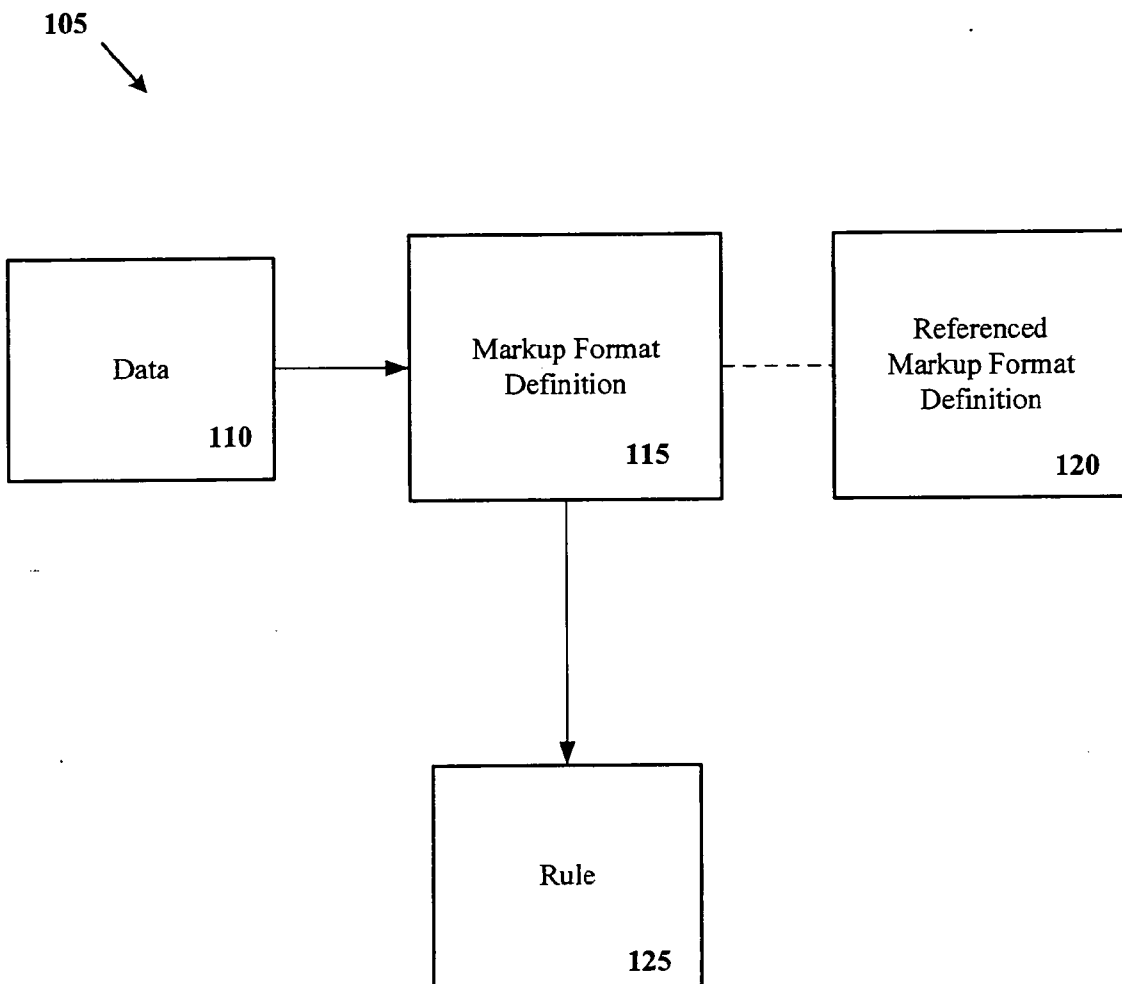 105
Data
110
Markup Format
Definition
115
Referenced
Markup Format
Definition
120
Rule
125